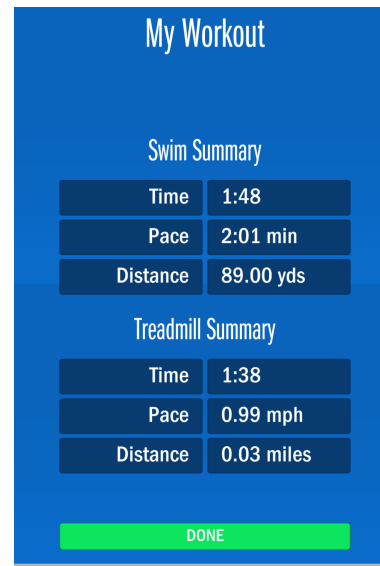 My Workout
Swim Summary
Time 1:48
Pace 2:01 min
Distance 89.00 yds
Treadmill Summary
Time 1:38
Pace 0.99 mph
Distance 0.03 miles
DONE